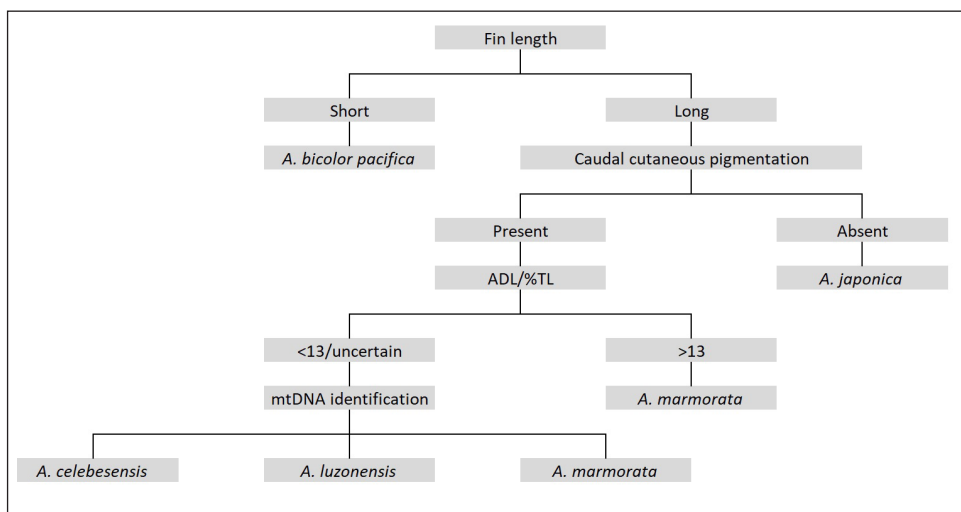 Fin length
Short
Long
A. bicolor pacifica
Caudal cutaneous pigmentation
Present
Absent
ADL/%TL
A. japonica
<13/uncertain
>13
mtDNA identification
A. marmorata
A. celebesensis
A. luzonensis
A. marmorata